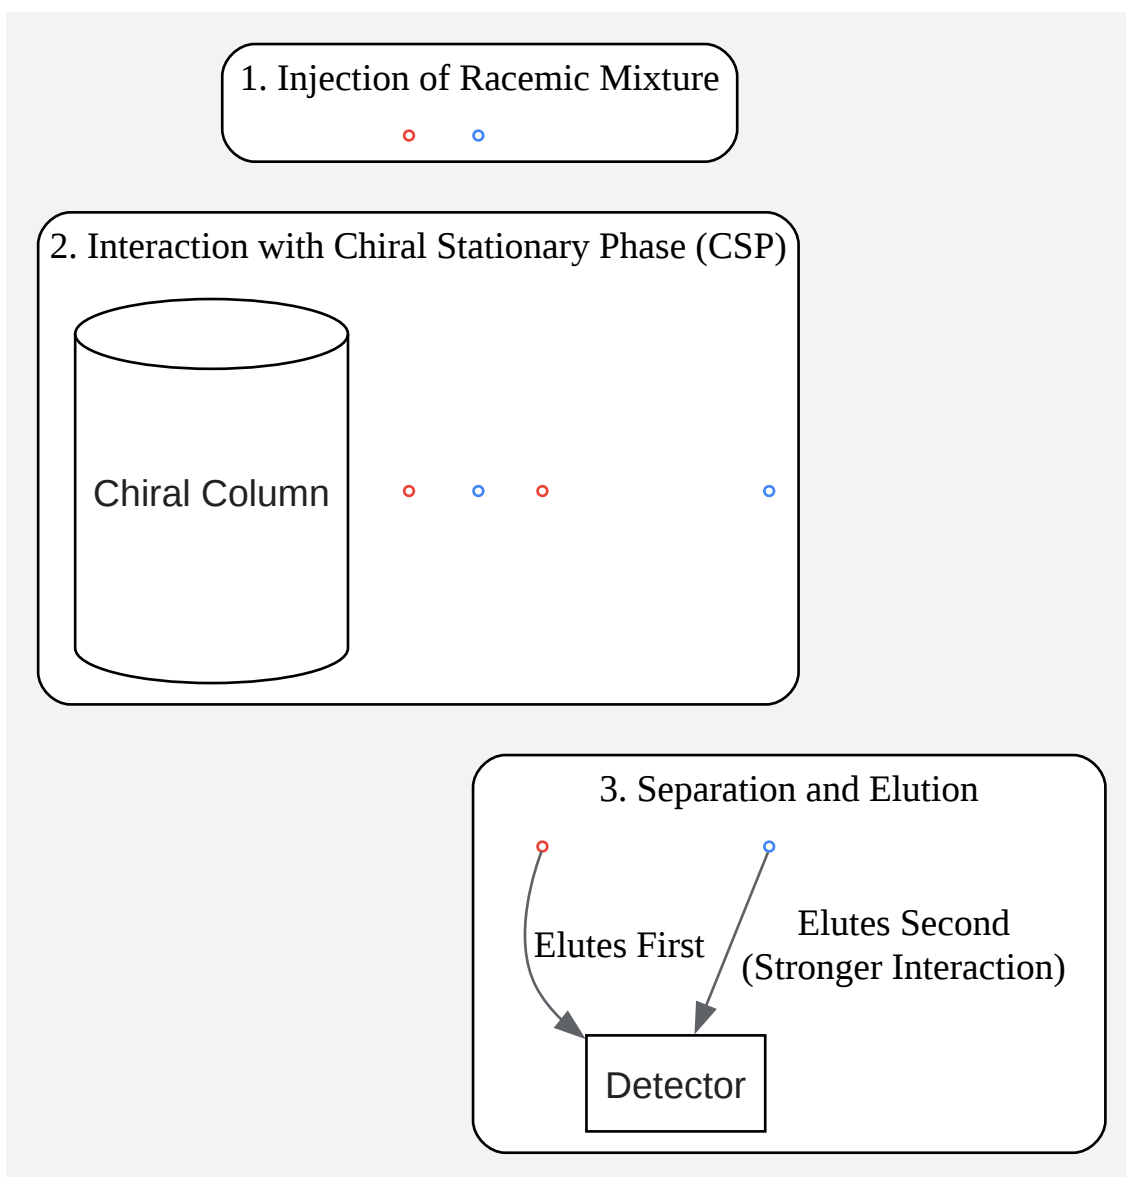 1. Injection of Racemic Mixture
2. Interaction with Chiral Stationary Phase (CSP)
Chiral Column
3. Separation and Elution
Elutes First
Elutes Second
(Stronger Interaction)
Detector